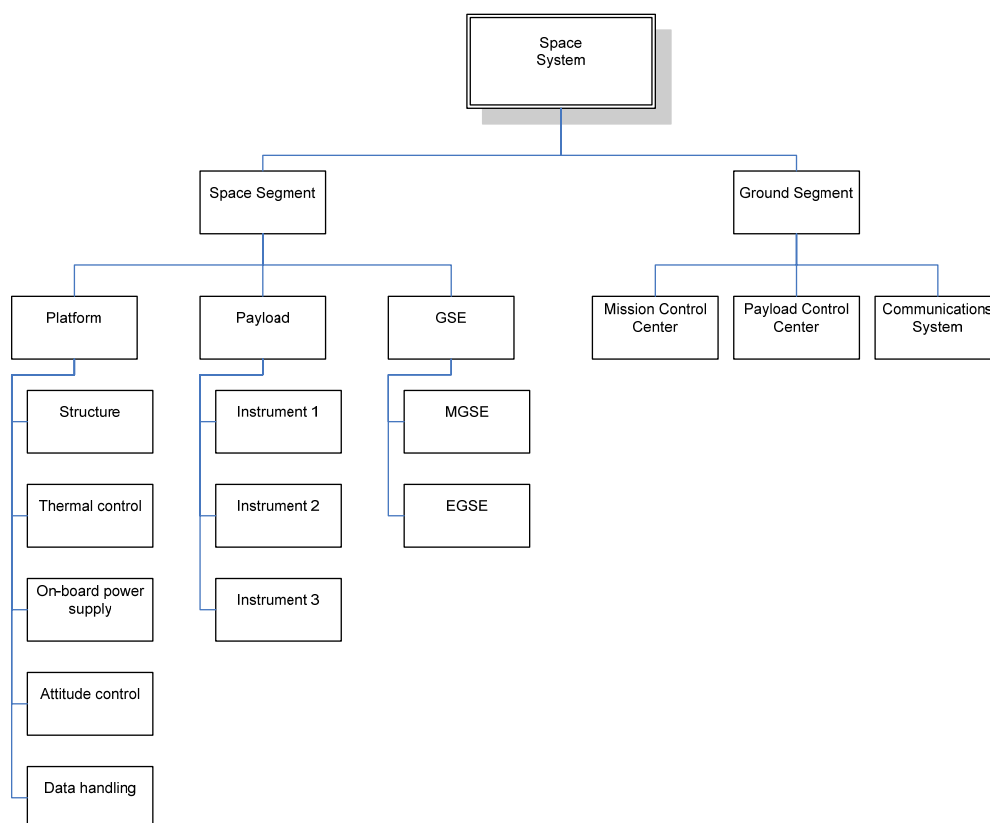 Space
System
Space Segment
Ground Segment
Platform
Payload
GSE
Mission Control
Center
Payload Control
Center
Communications
System
Structure
Instrument 1
MGSE
Thermal control
Instrument 2
EGSE
On-board power
supply
Instrument 3
Attitude control
Data handling